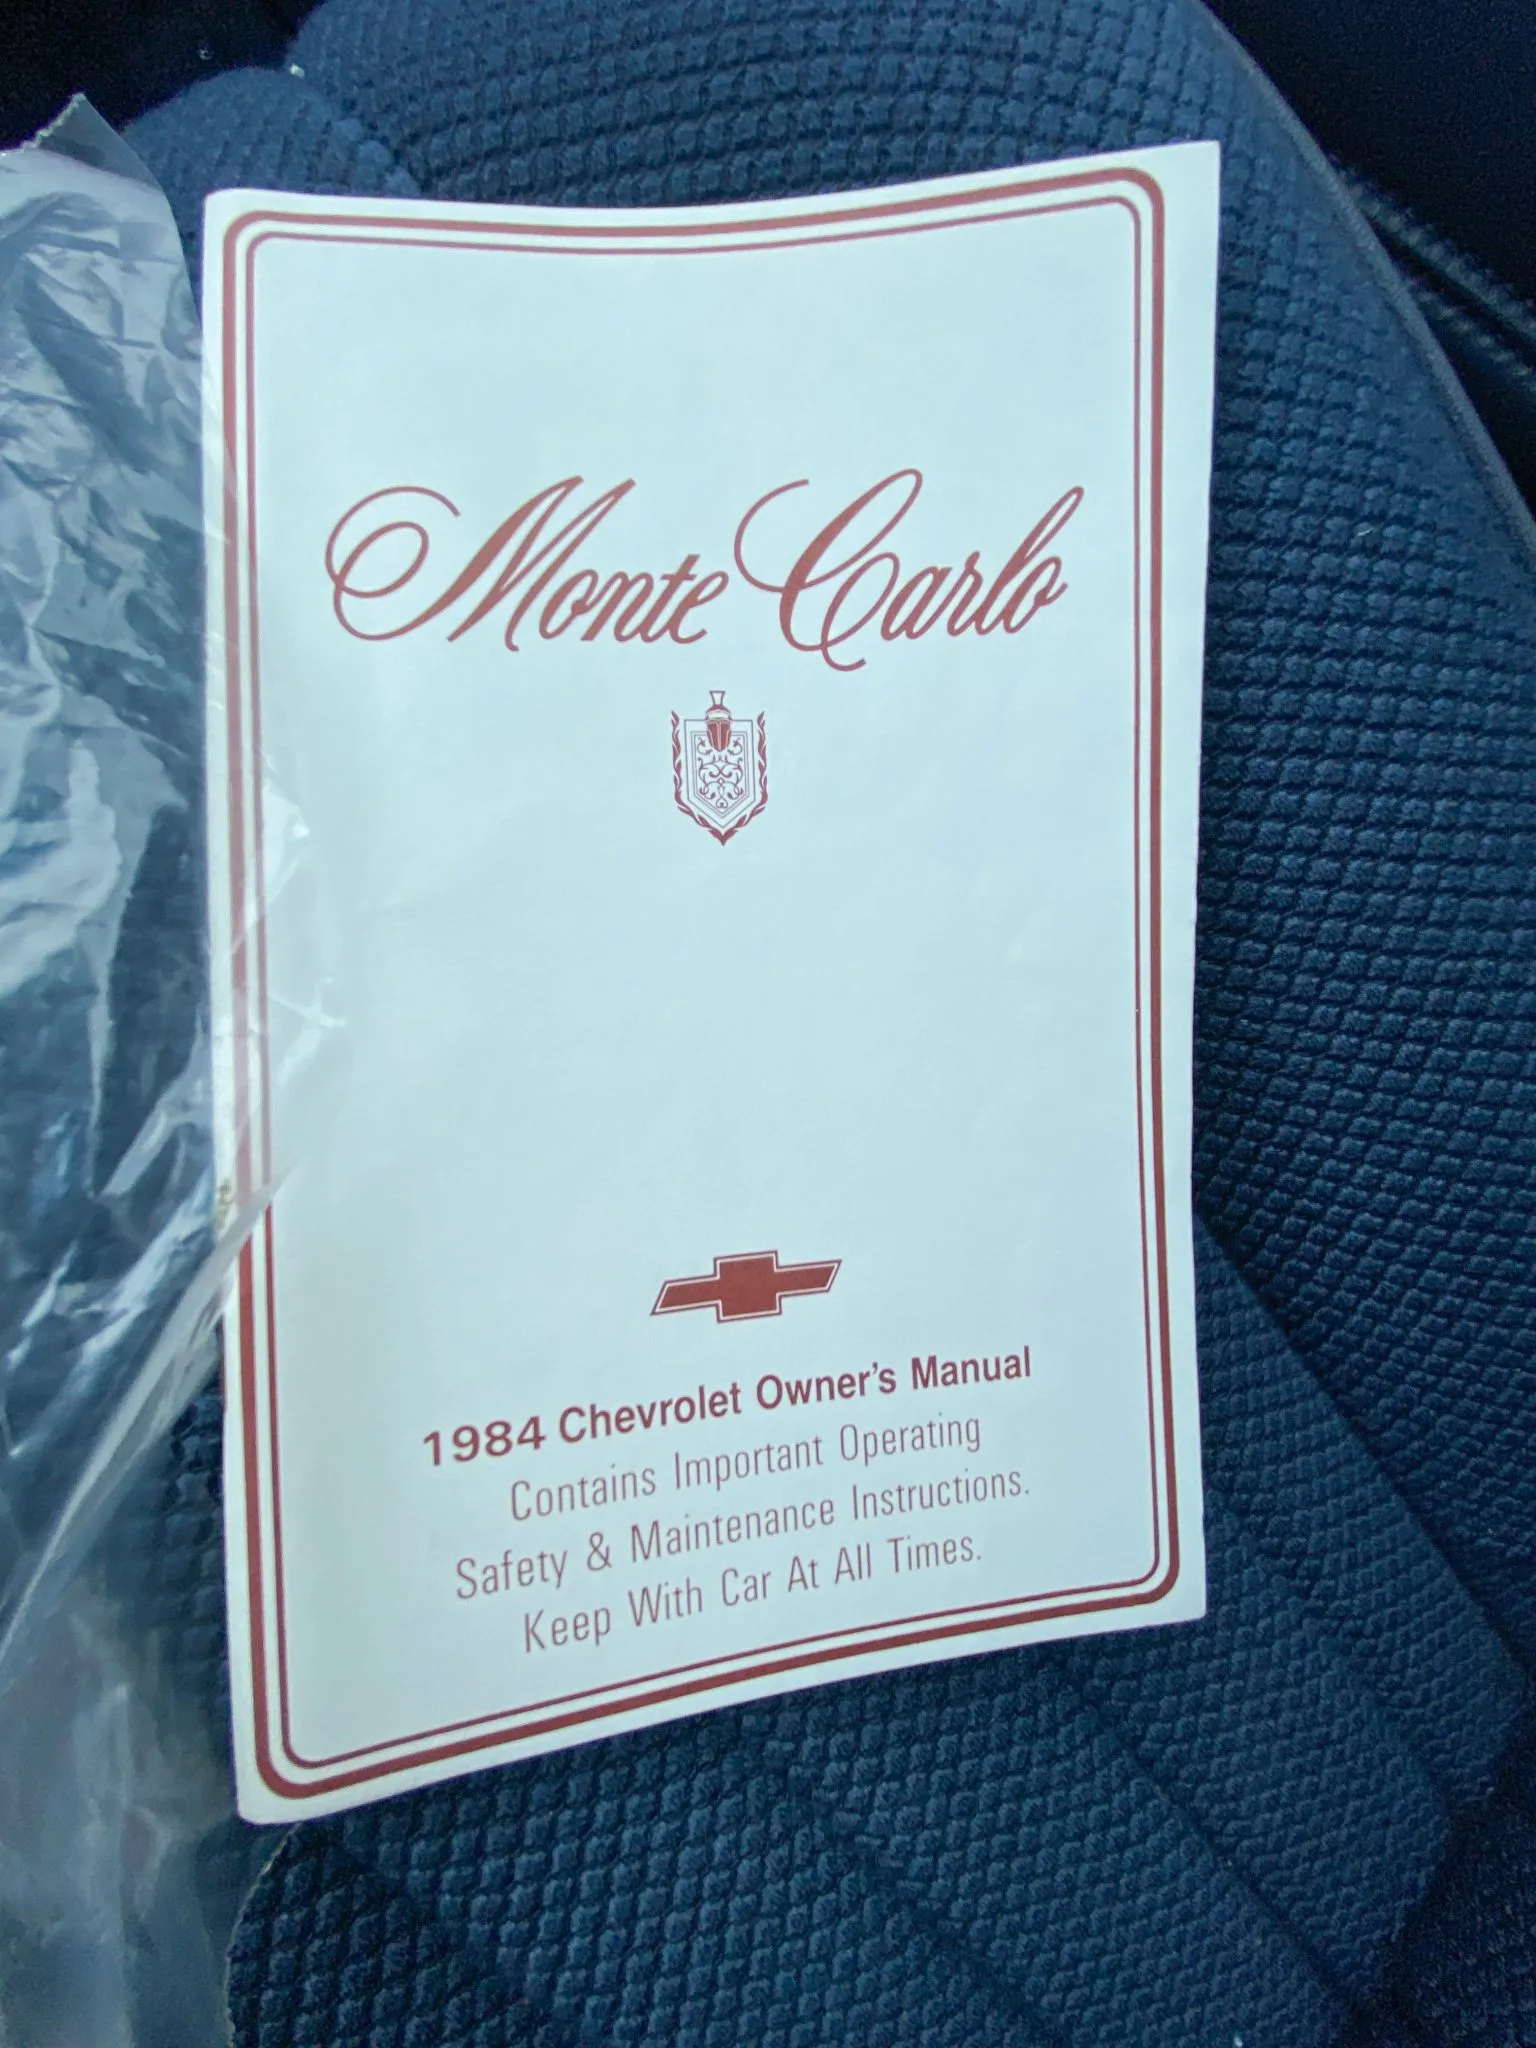 Monte Carlo
1984 Chevrolet Owner's Manual
Contains Important Operating
Safety & Maintenance Instructions.
Keep With Car At All Times.